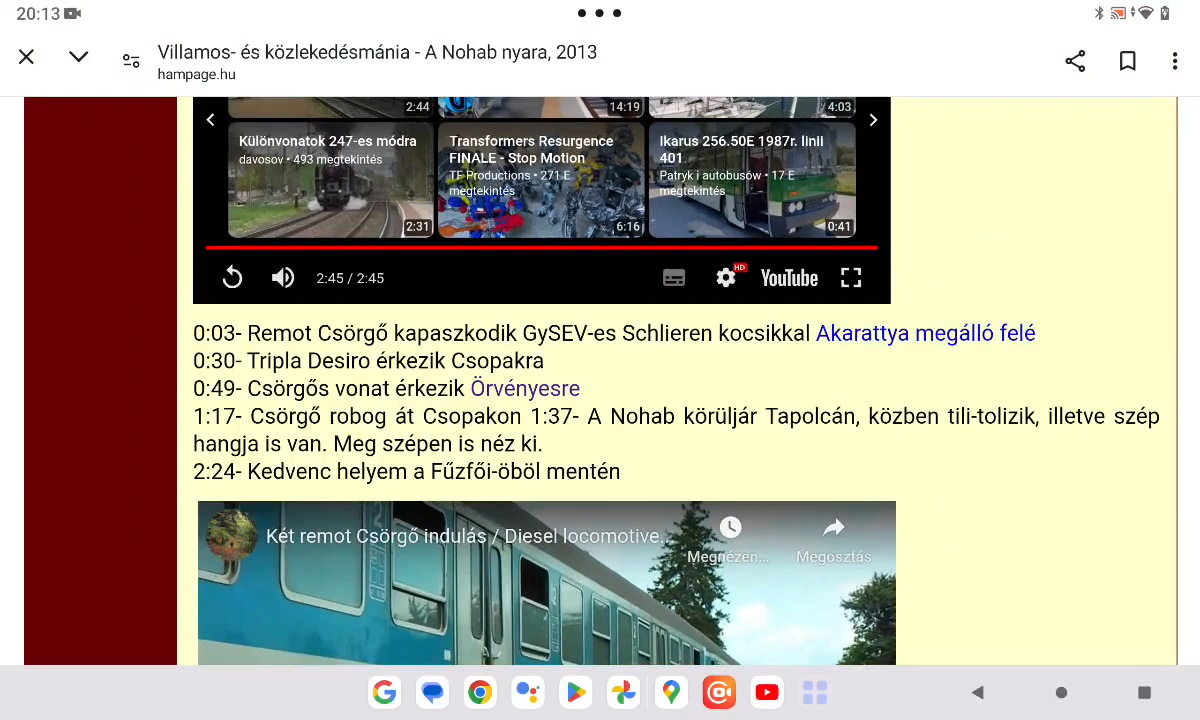 20:13
Villamos- és közlekedésmánia - A Nohab nyara, 2013
hampage.hu
2:44
14:19
4:03
Különvonatok 247-es módra
davosov • 493 megtekintés
2:31
Transformers Resurgence
FINALE - Stop Motion
TF Productions • 271 E
megtekintés
6:16
Ikarus 256.50E 1987r. linii
401
Patryk i autobusów • 17 E
megtekintés
0:41
2:45 / 2:45
HD
YouTube
0:03- Remot Csörgő kapaszkodik GySEV-es Schlieren kocsikkal Akarattya megálló felé
0:30- Tripla Desiro érkezik Csopakra
0:49- Csörgős vonat érkezik Örvényesre
1:17- Csörgő robog át Csopakon 1:37- A Nohab körüljár Tapolcán, közben tili-tolizik, illetve szép
hangja is van. Meg szépen is néz ki.
2:24- Kedvenc helyem a Fűzfői-öböl mentén
Két remot Csörgő indulás / Diesel locomotive...
Megnézen...
Megosztás